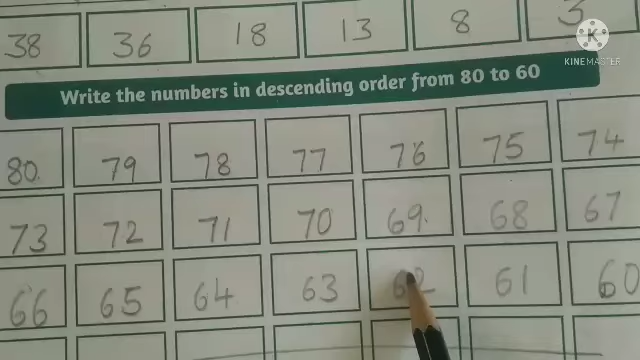 38 36 18 13 8 3
K
KINEMASTER
Write the numbers in descending order from 80 to 60
80 79 78 77 76 75 74
73 72 71 70 69 68 67
66 65 64 63 62 61 60